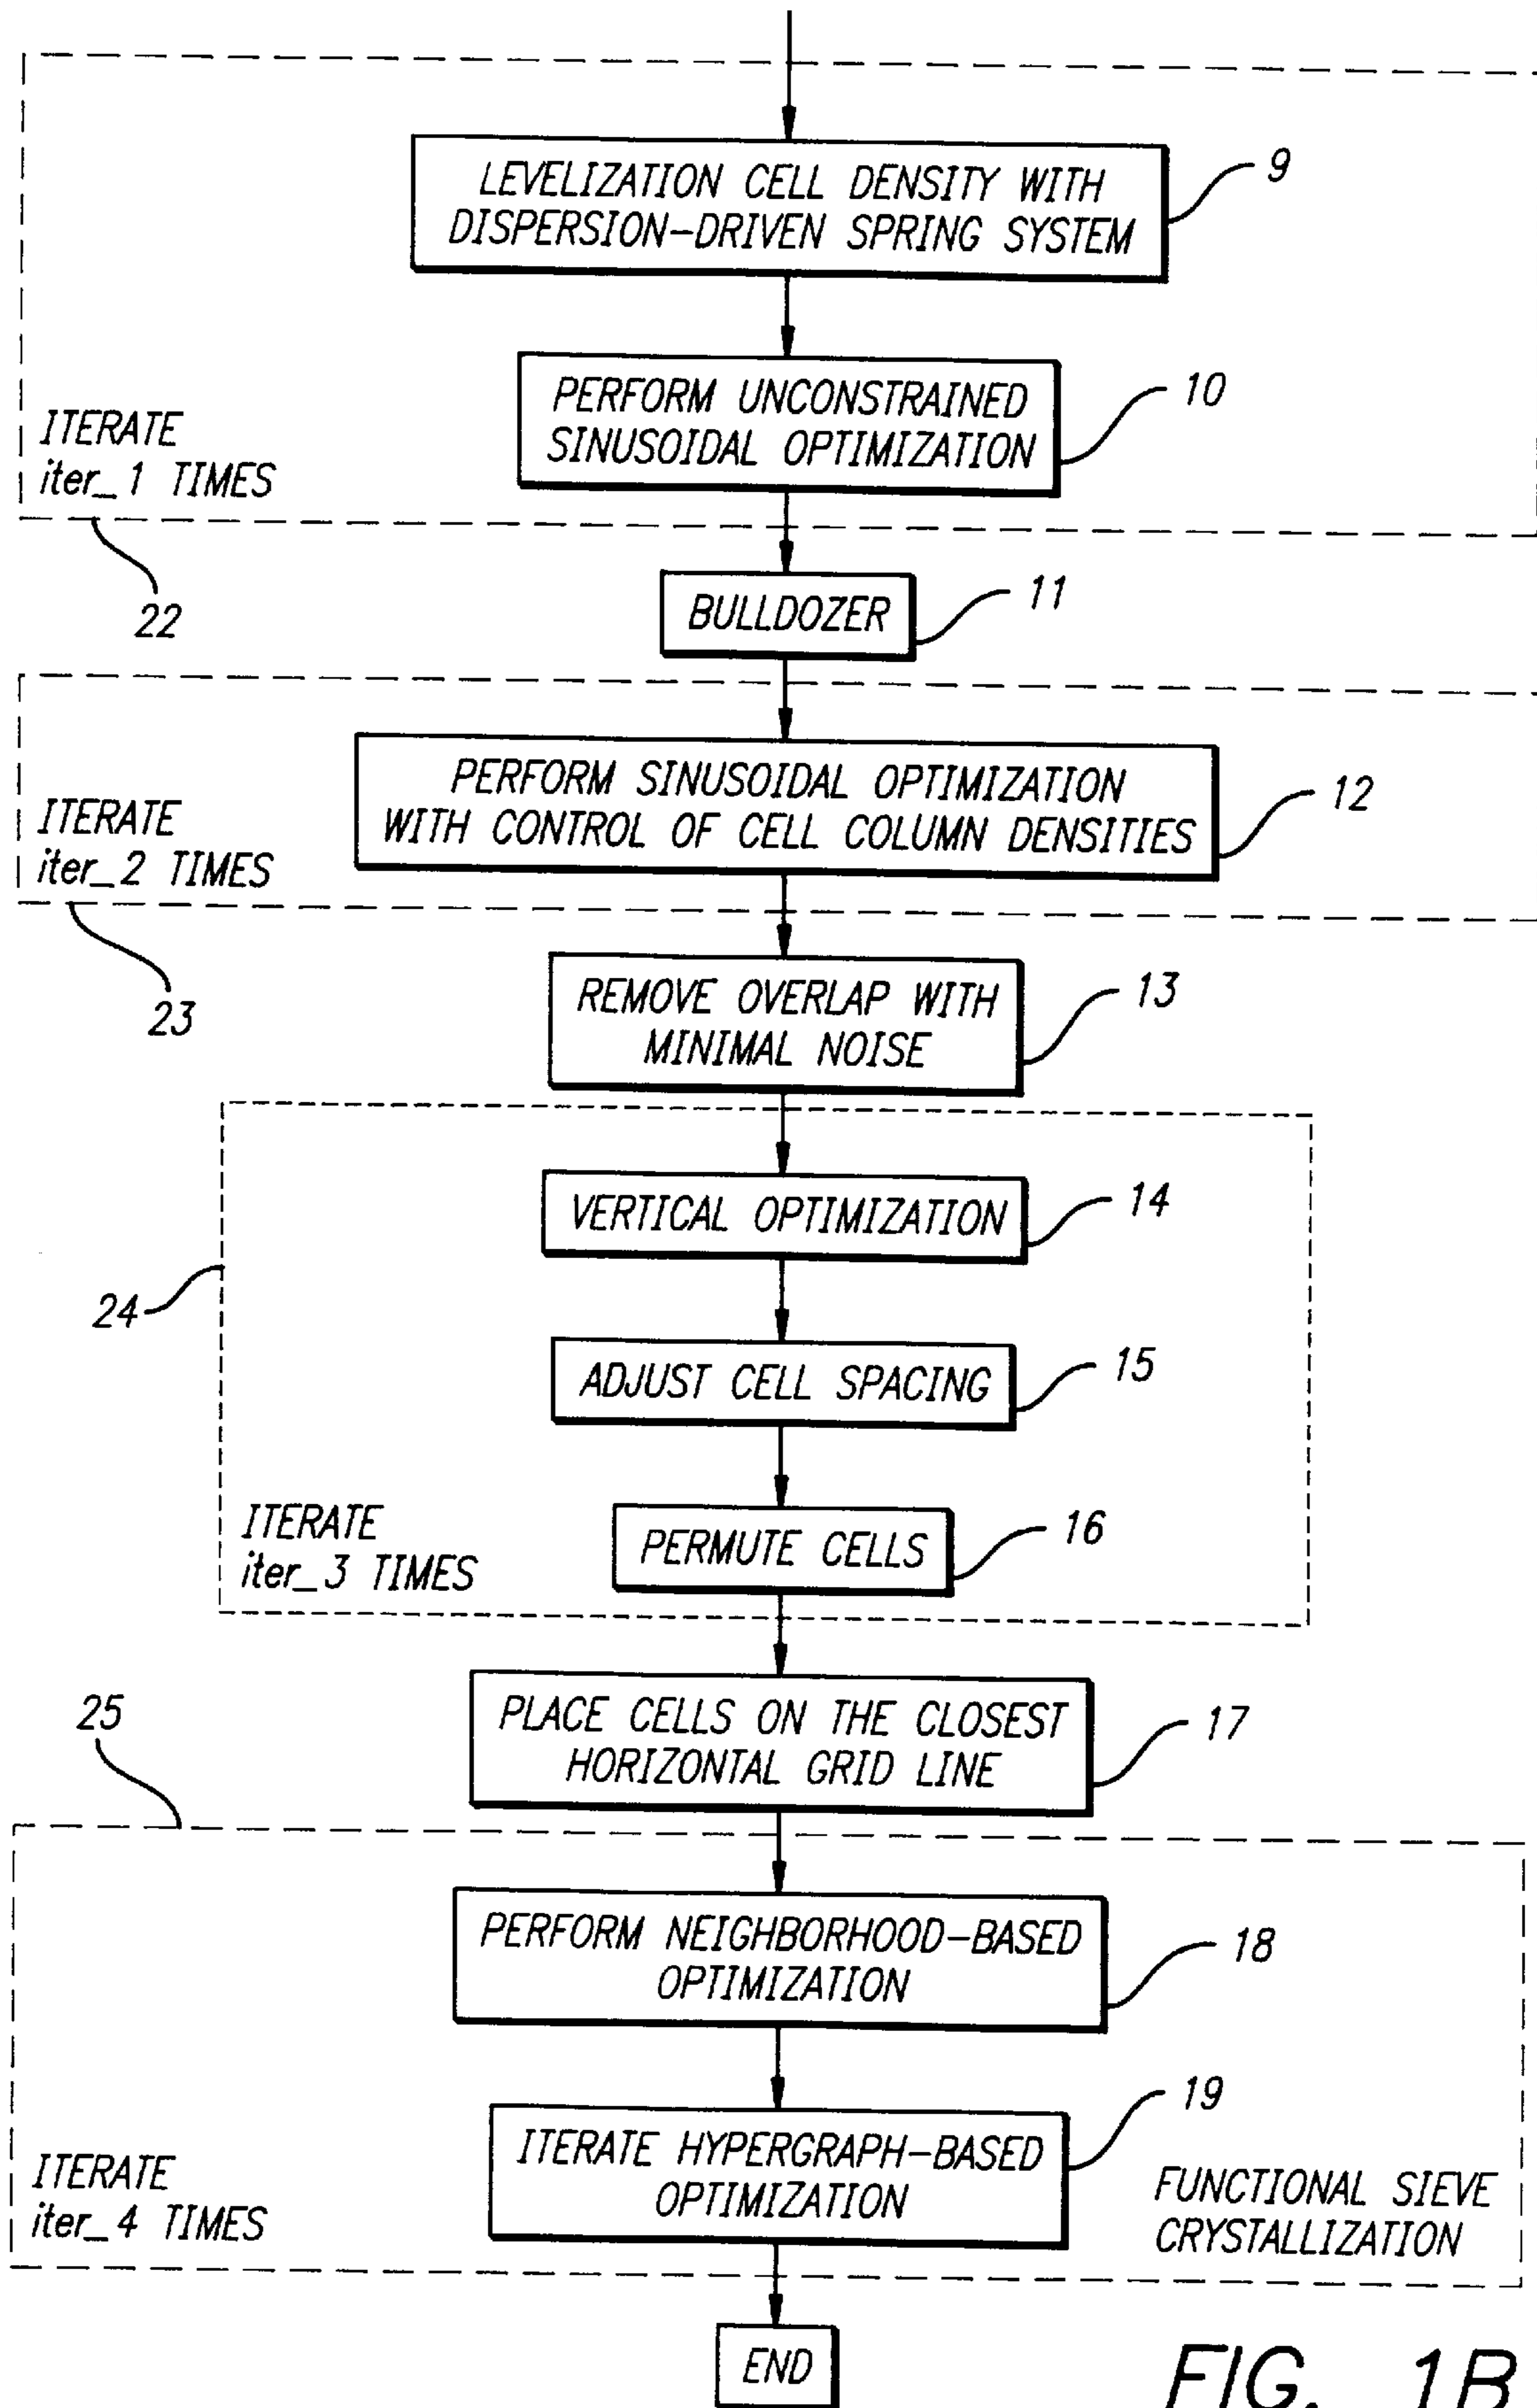 LEVELIZATION CELL DENSITY WITH
DISPERSION-DRIVEN SPRING SYSTEM
9
PERFORM UNCONSTRAINED
SINUSOIDAL OPTIMIZATION
10
ITERATE
iter_1 TIMES
22
BULLDOZER
11
PERFORM SINUSOIDAL OPTIMIZATION
WITH CONTROL OF CELL COLUMN DENSITIES
12
ITERATE
iter_2 TIMES
23
REMOVE OVERLAP WITH
MINIMAL NOISE
13
VERTICAL OPTIMIZATION
14
24
ADJUST CELL SPACING
15
ITERATE
iter_3 TIMES
PERMUTE CELLS
16
PLACE CELLS ON THE CLOSEST
HORIZONTAL GRID LINE
17
25
PERFORM NEIGHBORHOOD-BASED
OPTIMIZATION
18
ITERATE HYPERGRAPH-BASED
OPTIMIZATION
19
ITERATE
iter_4 TIMES
FUNCTIONAL SIEVE
CRYSTALLIZATION
END
FIG. 1B